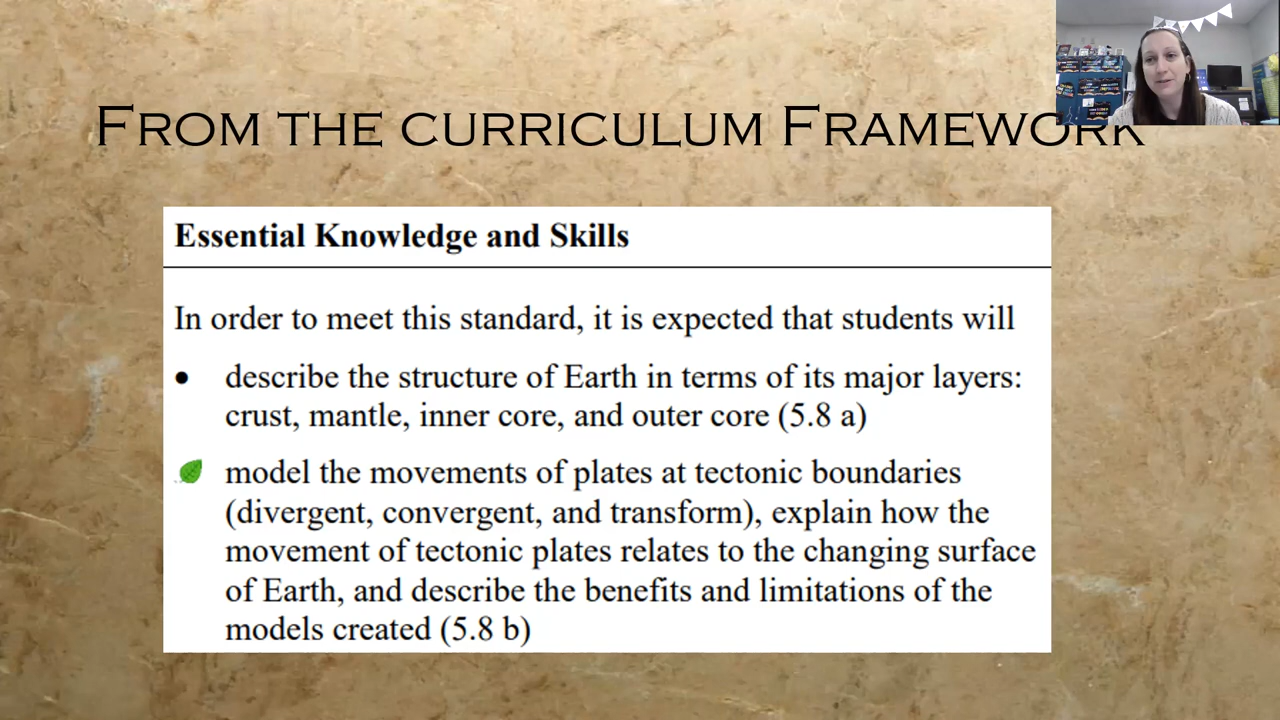 From the curriculum Framework
Essential Knowledge and Skills
In order to meet this standard, it is expected that students will
• describe the structure of Earth in terms of its major layers:
crust, mantle, inner core, and outer core (5.8 a)
model the movements of plates at tectonic boundaries
(divergent, convergent, and transform), explain how the
movement of tectonic plates relates to the changing surface
of Earth, and describe the benefits and limitations of the
models created (5.8 b)